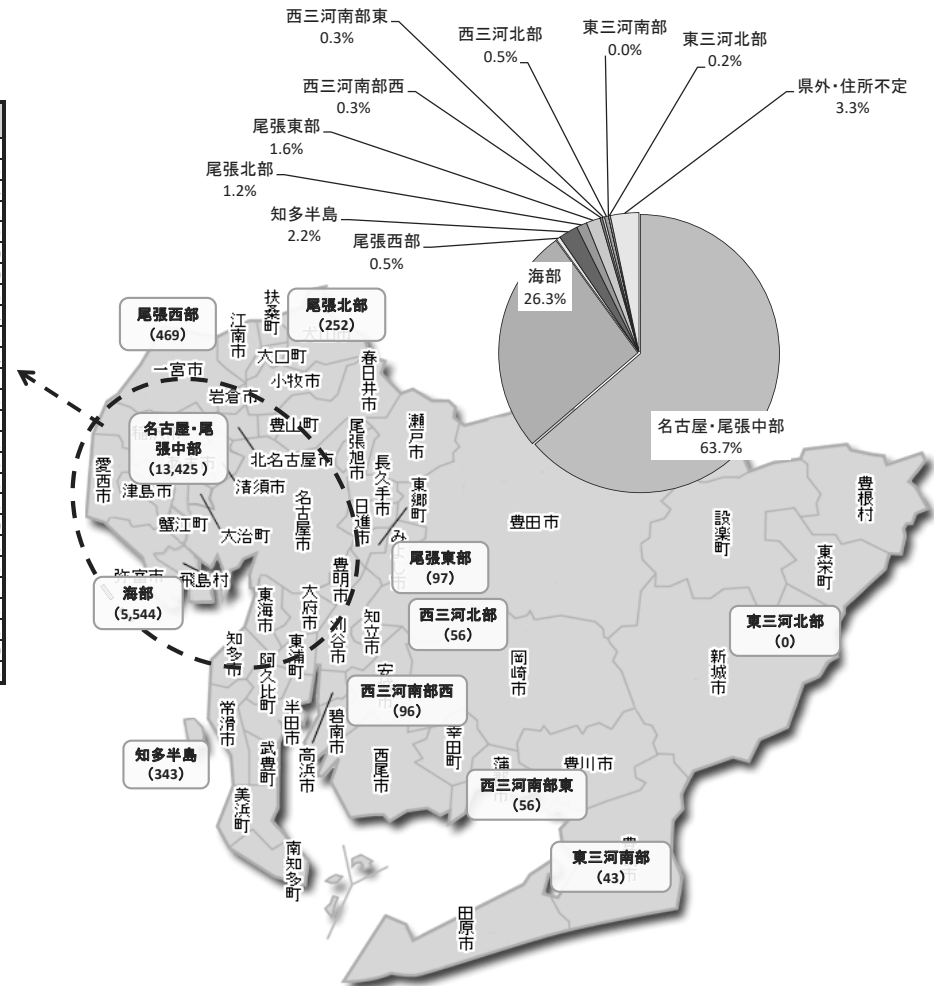 西三河南部東
0.3%
西三河北部
0.5%
東三河南部
0.0%
東三河北部
0.2%
県外・住所不定
3.3%
西三河南部西
0.3%
尾張東部
1.6%
尾張北部
1.2%
知多半島
2.2%
尾張西部
0.5%
海部
26.3%
名古屋・尾張中部
63.7%
尾張西部
(469)
江南市
扶桑町
尾張北部
(252)
大口町
春日井市
一宮市
小牧市
岩倉市
豊山町
瀬戸市
尾張旭市
名古屋・尾
張中部
(13,425)
北名古屋市
長久手市
愛西市
津島市
清須市
東郷町
名古屋市
日進市
豊田市
設楽町
豊根村
蟹江町
大治町
東栄町
尾張東部
(97)
豊明市
弥富市
飛島村
海部
(5,544)
東海市
大府市
刈谷市
知立市
西三河北部
(56)
東三河北部
(0)
知多市
東浦町
阿久比町
岡崎市
新城市
西三河南部西
(96)
常滑市
半田市
碧南市
知多半島
(343)
武豊町
高浜市
西尾市
幸田町
豊川市
西三河南部東
(56)
美浜町
南知多町
東三河南部
(43)
田原市